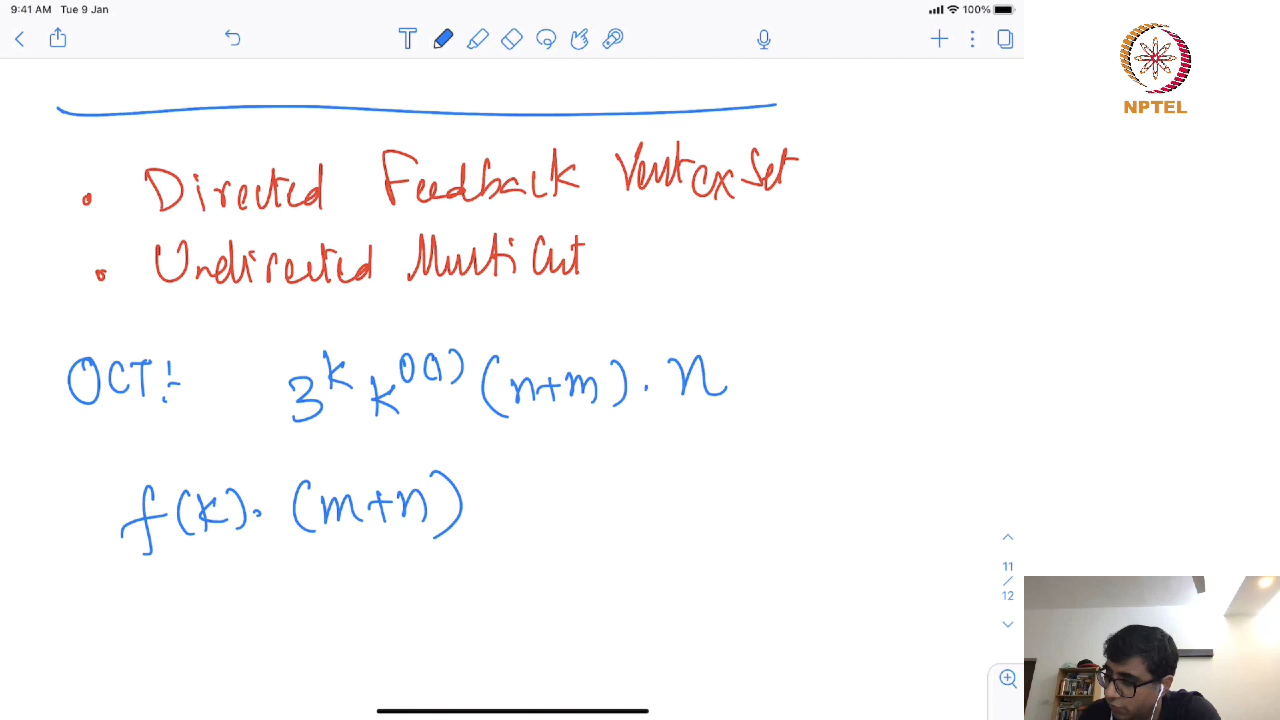 9:41 AM Tue 9 Jan
100%
NPTEL
• Directed Feedback Vertex Set
• Undirected Multi Cut
OCT:- 3^k k^O(1) (n+m) · n
f(k) · (m+n)
11
/
12